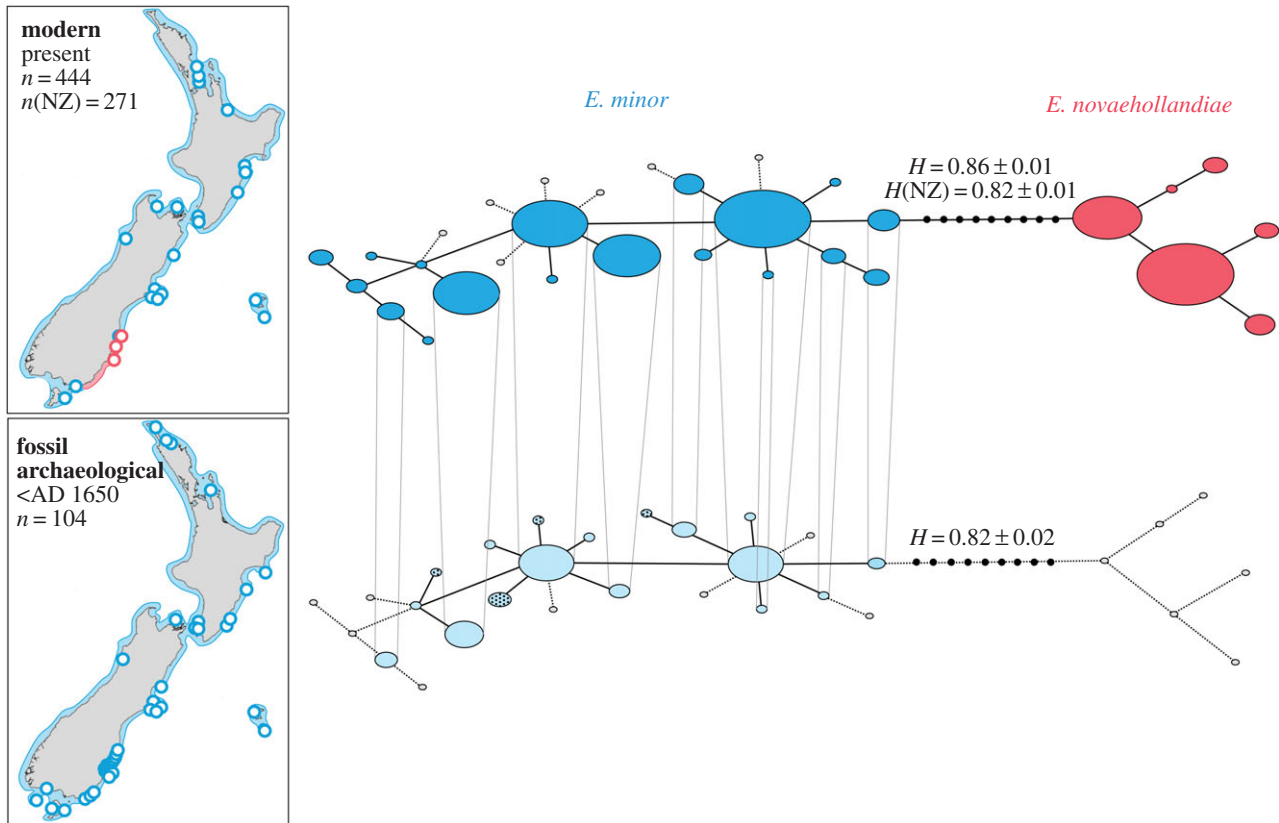 modern
present
n = 444
n(NZ) = 271
E. minor
E. novaehollandiae
H = 0.86 ± 0.01
H(NZ) = 0.82 ± 0.01
fossil
archaeological
<AD 1650
n = 104
H = 0.82 ± 0.02